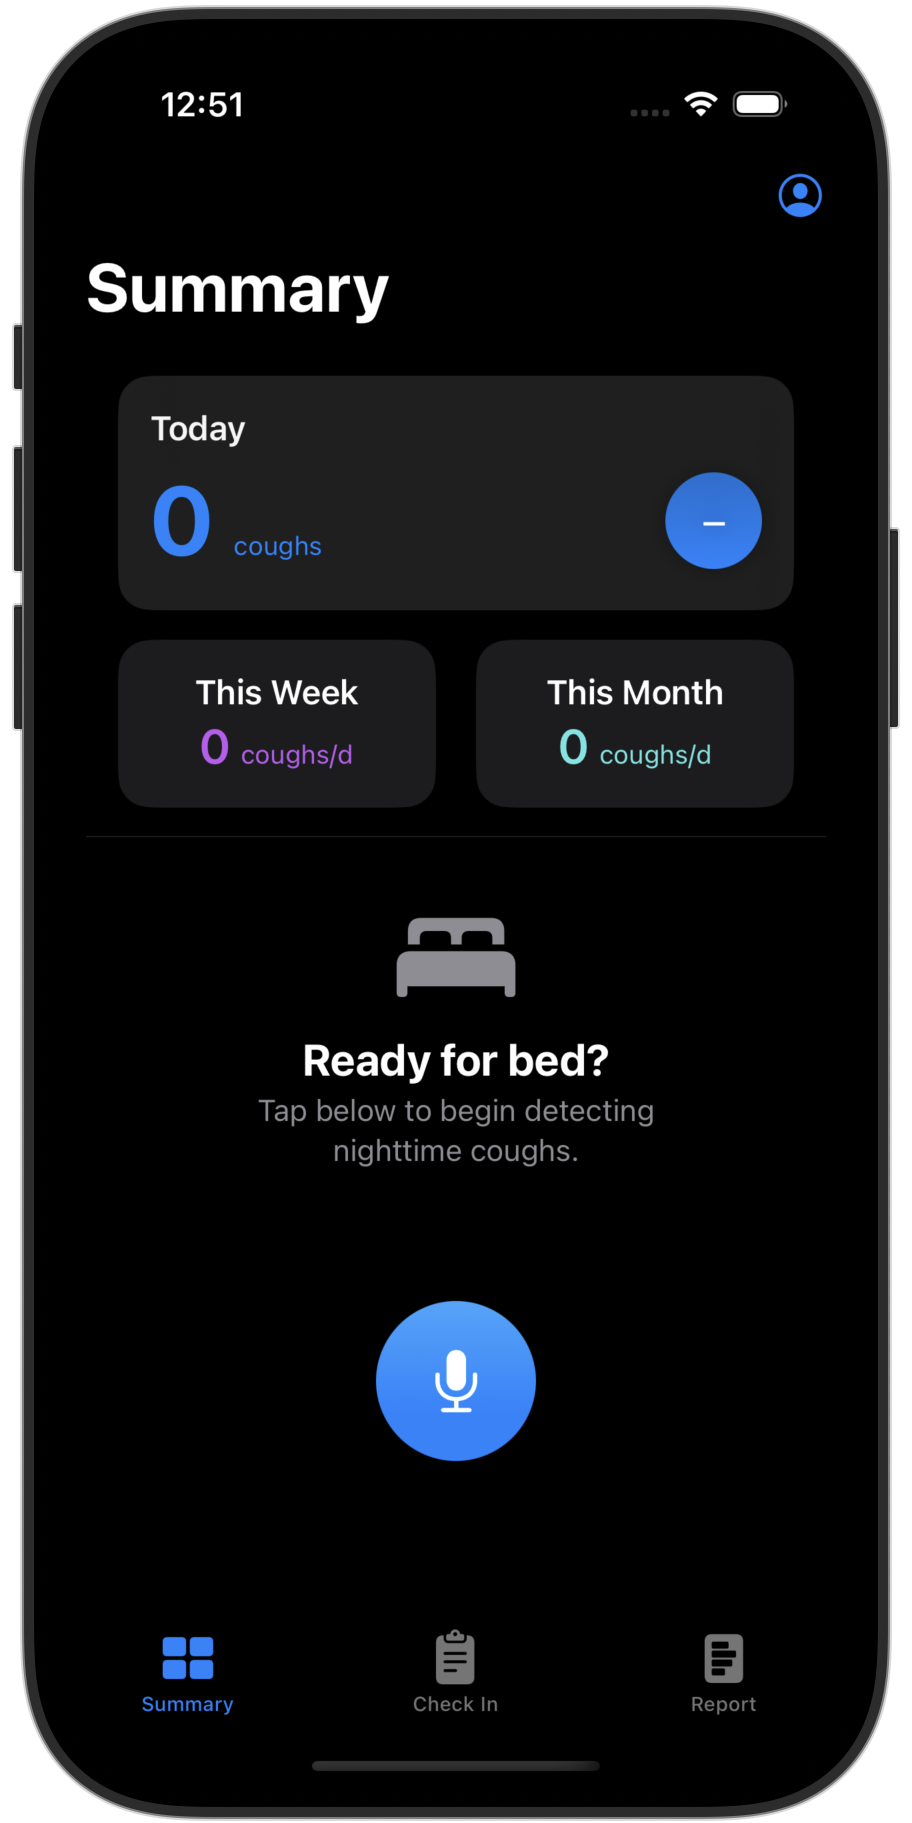 12:51
Summary
Today
0 coughs
–
This Week
0 coughs/d
This Month
0 coughs/d
Ready for bed?
Tap below to begin detecting
nighttime coughs.
Summary
Check In
Report